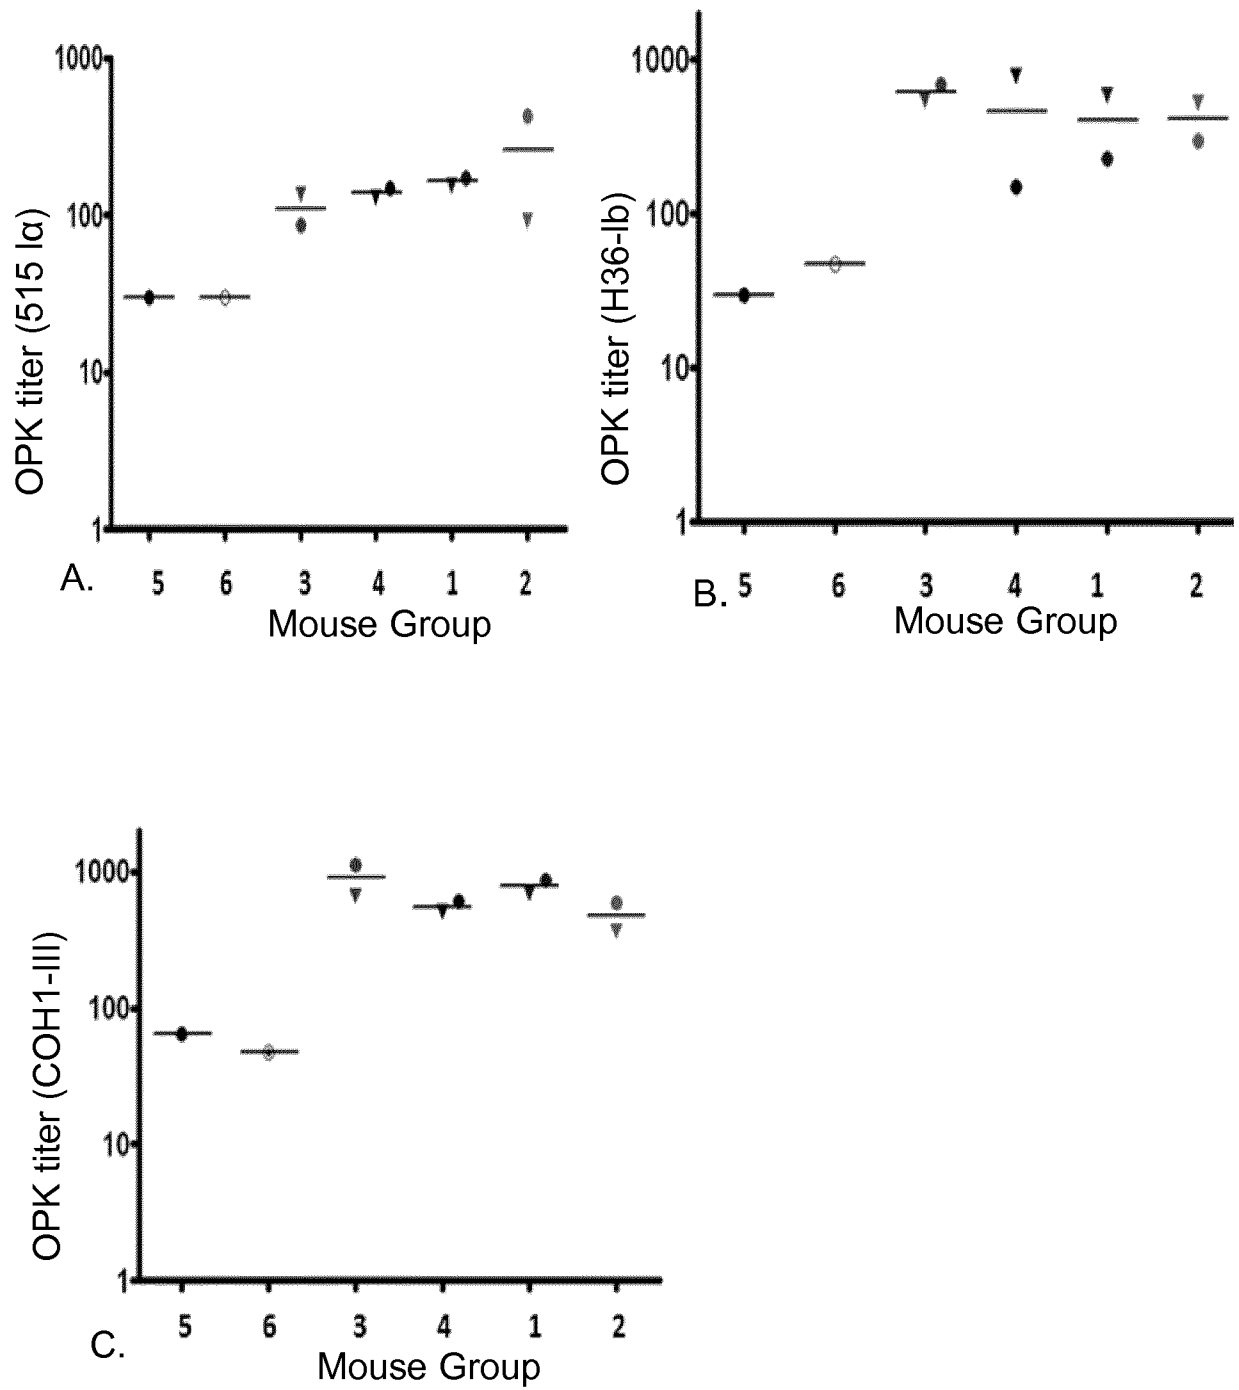 OPK titer (515 Iα)
1000
100
10
1
5 6 3 4 1 2
A.
Mouse Group
OPK titer (H36-Ib)
1000
100
10
1
5 6 3 4 1 2
B.
Mouse Group
OPK titer (COH1-III)
1000
100
10
1
5 6 3 4 1 2
C.
Mouse Group